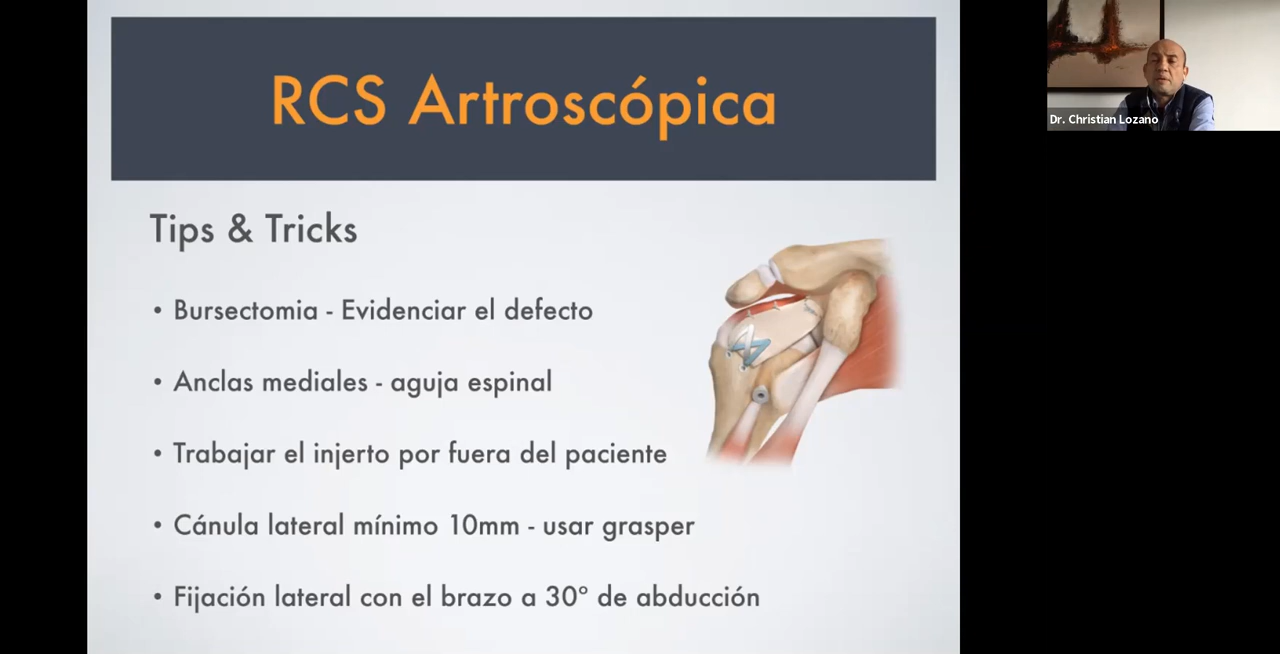 RCS Artroscópica
Dr. Christian Lozano
Tips & Tricks
• Bursectomia - Evidenciar el defecto
• Anclas mediales - aguja espinal
• Trabajar el injerto por fuera del paciente
• Cánula lateral mínimo 10mm - usar grasper
• Fijación lateral con el brazo a 30º de abducción